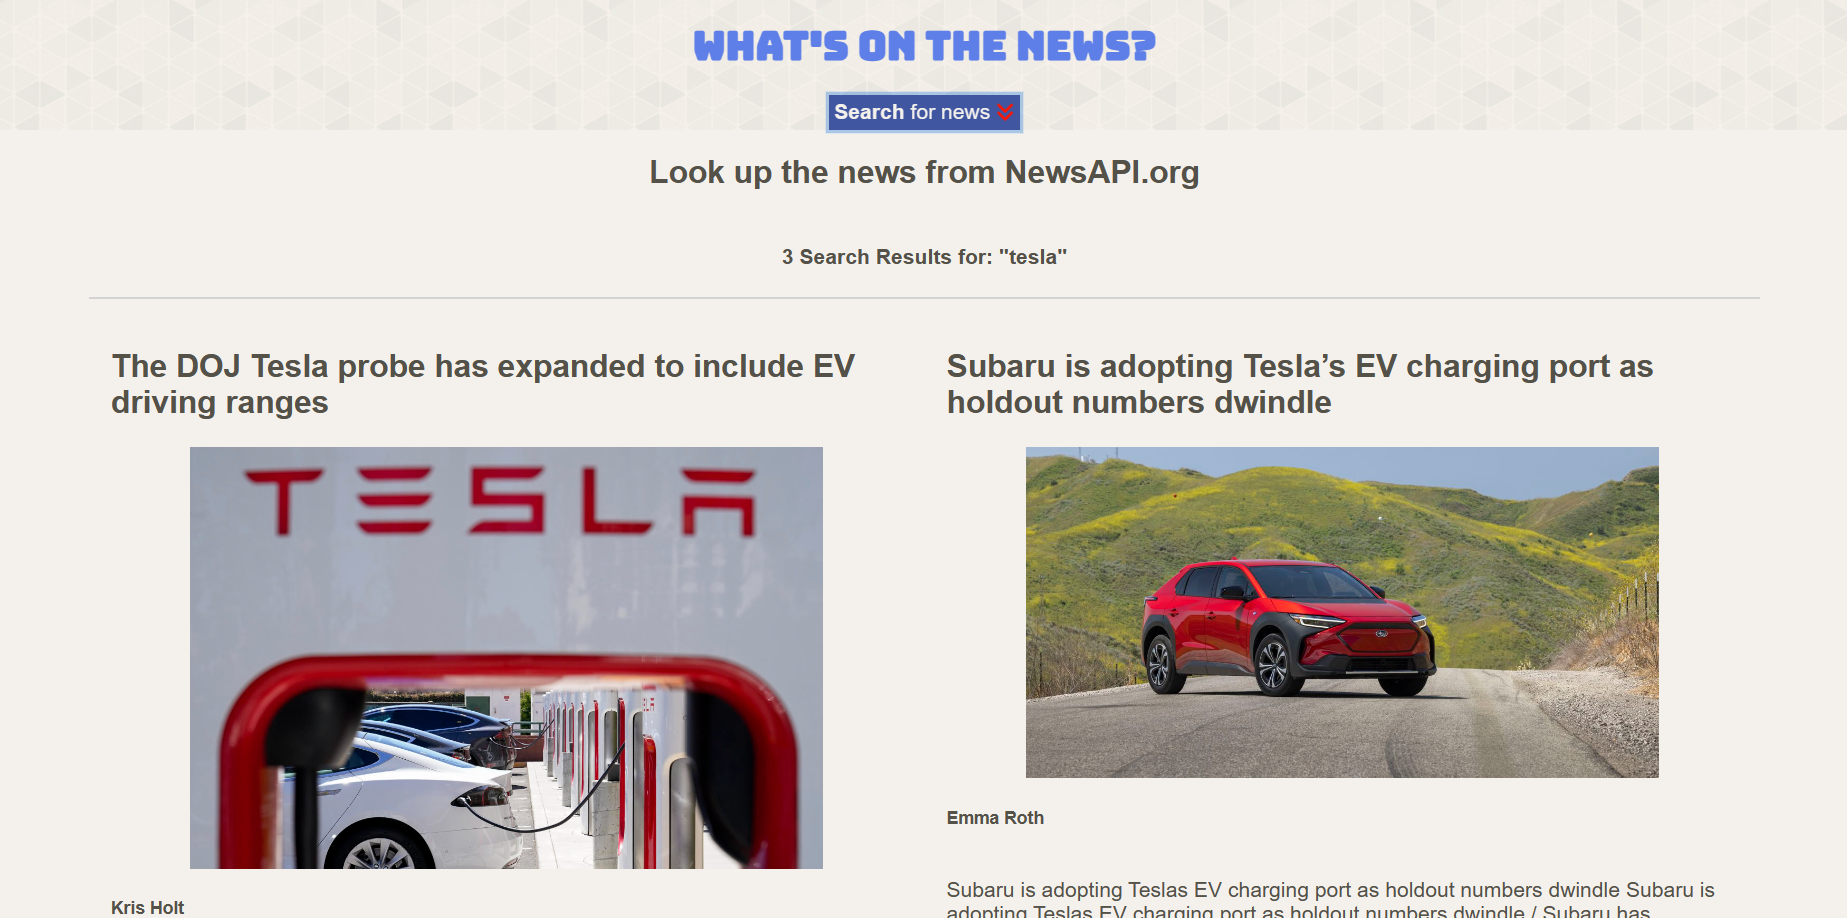 WHAT'S ON THE NEWS?
Search for news
Look up the news from NewsAPI.org
3 Search Results for: "tesla"
The DOJ Tesla probe has expanded to include EV
driving ranges
TESLA
Kris Holt
Subaru is adopting Tesla’s EV charging port as
holdout numbers dwindle
Emma Roth
Subaru is adopting Teslas EV charging port as holdout numbers dwindle Subaru is
adopting Teslas EV charging port as holdout numbers dwindle / Subaru has